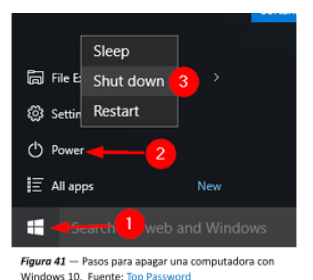 Sleep
File E
Shut down 3
Settin
Restart
Power 2
All apps New
1
Search web and Windows
Figura 41 — Pasos para apagar una computadora con
Windows 10. Fuente: Top Password